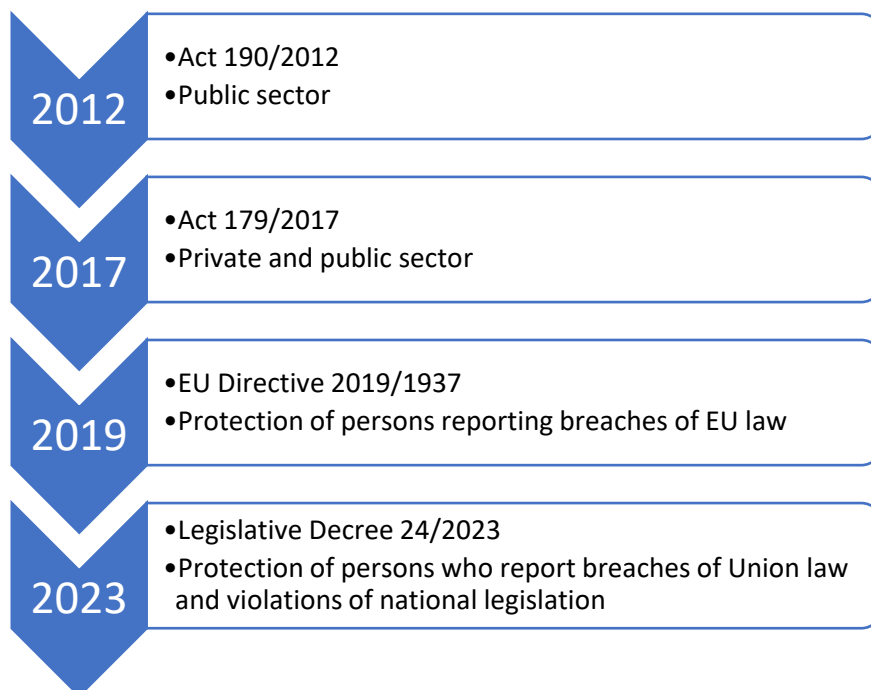 2012
•Act 190/2012
•Public sector
2017
•Act 179/2017
•Private and public sector
2019
•EU Directive 2019/1937
•Protection of persons reporting breaches of EU law
2023
•Legislative Decree 24/2023
•Protection of persons who report breaches of Union law
and violations of national legislation